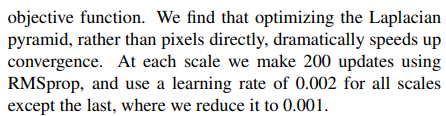 objective function. We find that optimizing the Laplacian
pyramid, rather than pixels directly, dramatically speeds up
convergence. At each scale we make 200 updates using
RMSprop, and use a learning rate of 0.002 for all scales
except the last, where we reduce it to 0.001.